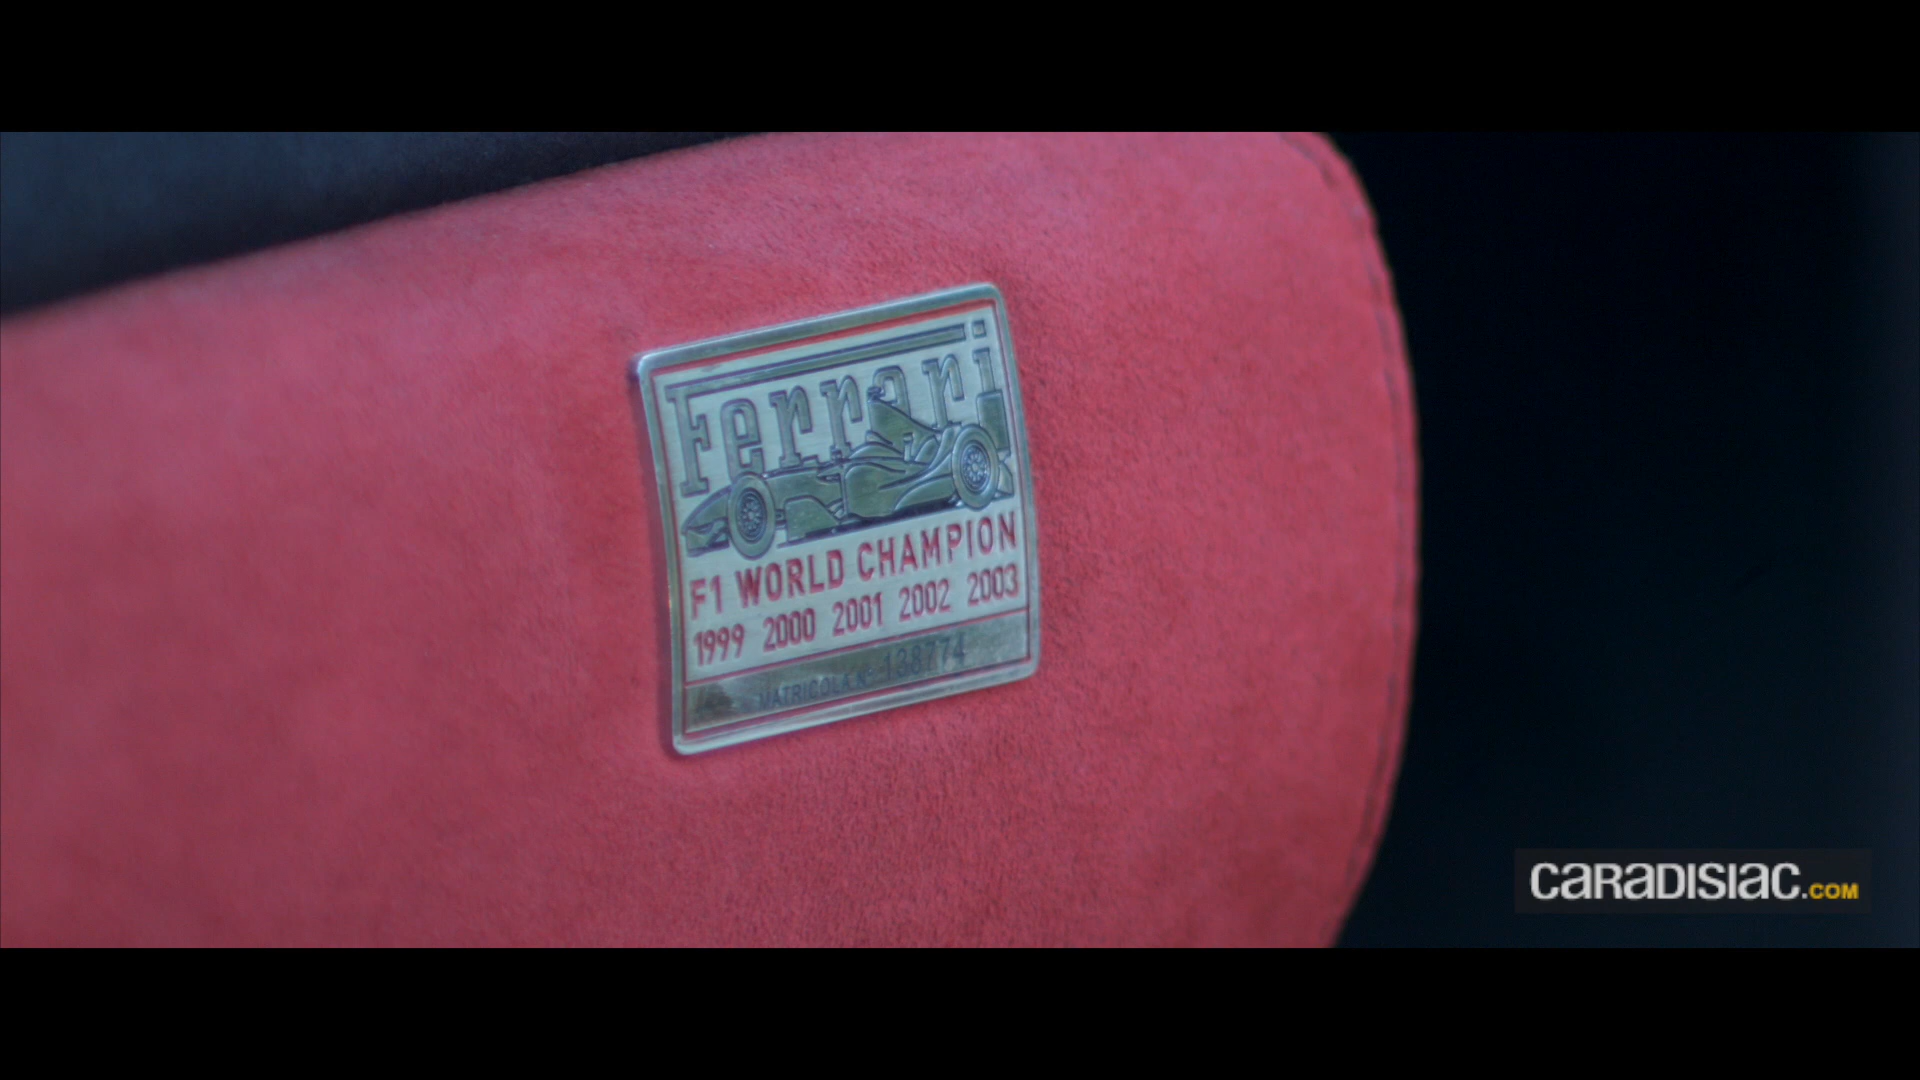 Ferrari
F1 WORLD CHAMPION
1999 2000 2001 2002 2003
MATRICOLA N° 138774
CARADISIAC.COM